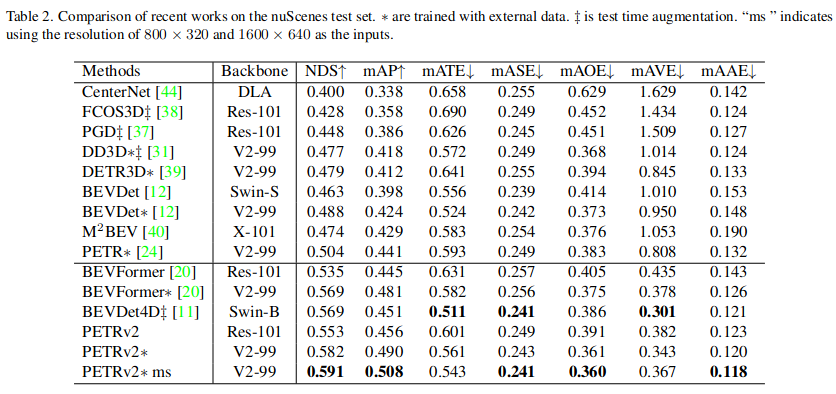 Table 2. Comparison of recent works on the nuScenes test set. ∗ are trained with external data. ‡ is test time augmentation. “ms ” indicates
using the resolution of 800 × 320 and 1600 × 640 as the inputs.
Methods Backbone NDS↑ mAP↑ mATE↓ mASE↓ mAOE↓ mAVE↓ mAAE↓
CenterNet [44] DLA 0.400 0.338 0.658 0.255 0.629 1.629 0.142
FCOS3D‡ [38] Res-101 0.428 0.358 0.690 0.249 0.452 1.434 0.124
PGD‡ [37] Res-101 0.448 0.386 0.626 0.245 0.451 1.509 0.127
DD3D∗‡ [31] V2-99 0.477 0.418 0.572 0.249 0.368 1.014 0.124
DETR3D∗ [39] V2-99 0.479 0.412 0.641 0.255 0.394 0.845 0.133
BEVDet [12] Swin-S 0.463 0.398 0.556 0.239 0.414 1.010 0.153
BEVDet∗ [12] V2-99 0.488 0.424 0.524 0.242 0.373 0.950 0.148
M²BEV [40] X-101 0.474 0.429 0.583 0.254 0.376 1.053 0.190
PETR∗ [24] V2-99 0.504 0.441 0.593 0.249 0.383 0.808 0.132
BEVFormer [20] Res-101 0.535 0.445 0.631 0.257 0.405 0.435 0.143
BEVFormer∗ [20] V2-99 0.569 0.481 0.582 0.256 0.375 0.378 0.126
BEVDet4D‡ [11] Swin-B 0.569 0.451 0.511 0.241 0.386 0.301 0.121
PETRv2 Res-101 0.553 0.456 0.601 0.249 0.391 0.382 0.123
PETRv2∗ V2-99 0.582 0.490 0.561 0.243 0.361 0.343 0.120
PETRv2∗ ms V2-99 0.591 0.508 0.543 0.241 0.360 0.367 0.118